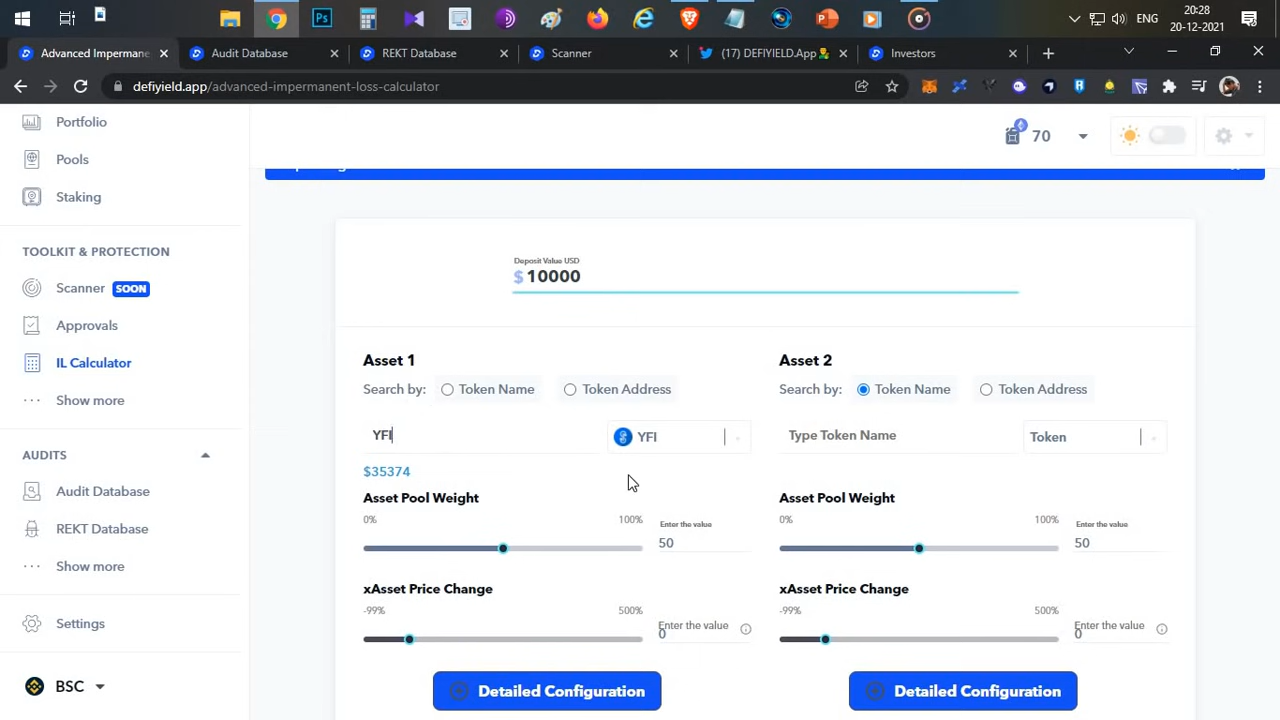 20:28
ENG
20-12-2021
Advanced Impermane
Audit Database
REKT Database
Scanner
(17) DEFIYIELD.App
Investors
defiyield.app/advanced-impermanent-loss-calculator
Portfolio
70
Pools
Staking
TOOLKIT & PROTECTION
Deposit Value USD
$ 10000
Scanner SOON
Approvals
IL Calculator
Asset 1
Asset 2
Search by: Token Name Token Address
Search by: Token Name Token Address
Show more
YFI
YFI
Type Token Name
Token
AUDITS
$35374
Audit Database
Asset Pool Weight
Asset Pool Weight
0% 100%
Enter the value
0% 100%
Enter the value
REKT Database
50
50
Show more
xAsset Price Change
xAsset Price Change
-99% 500%
Enter the value
0
-99% 500%
Enter the value
0
Settings
BSC
Detailed Configuration
Detailed Configuration